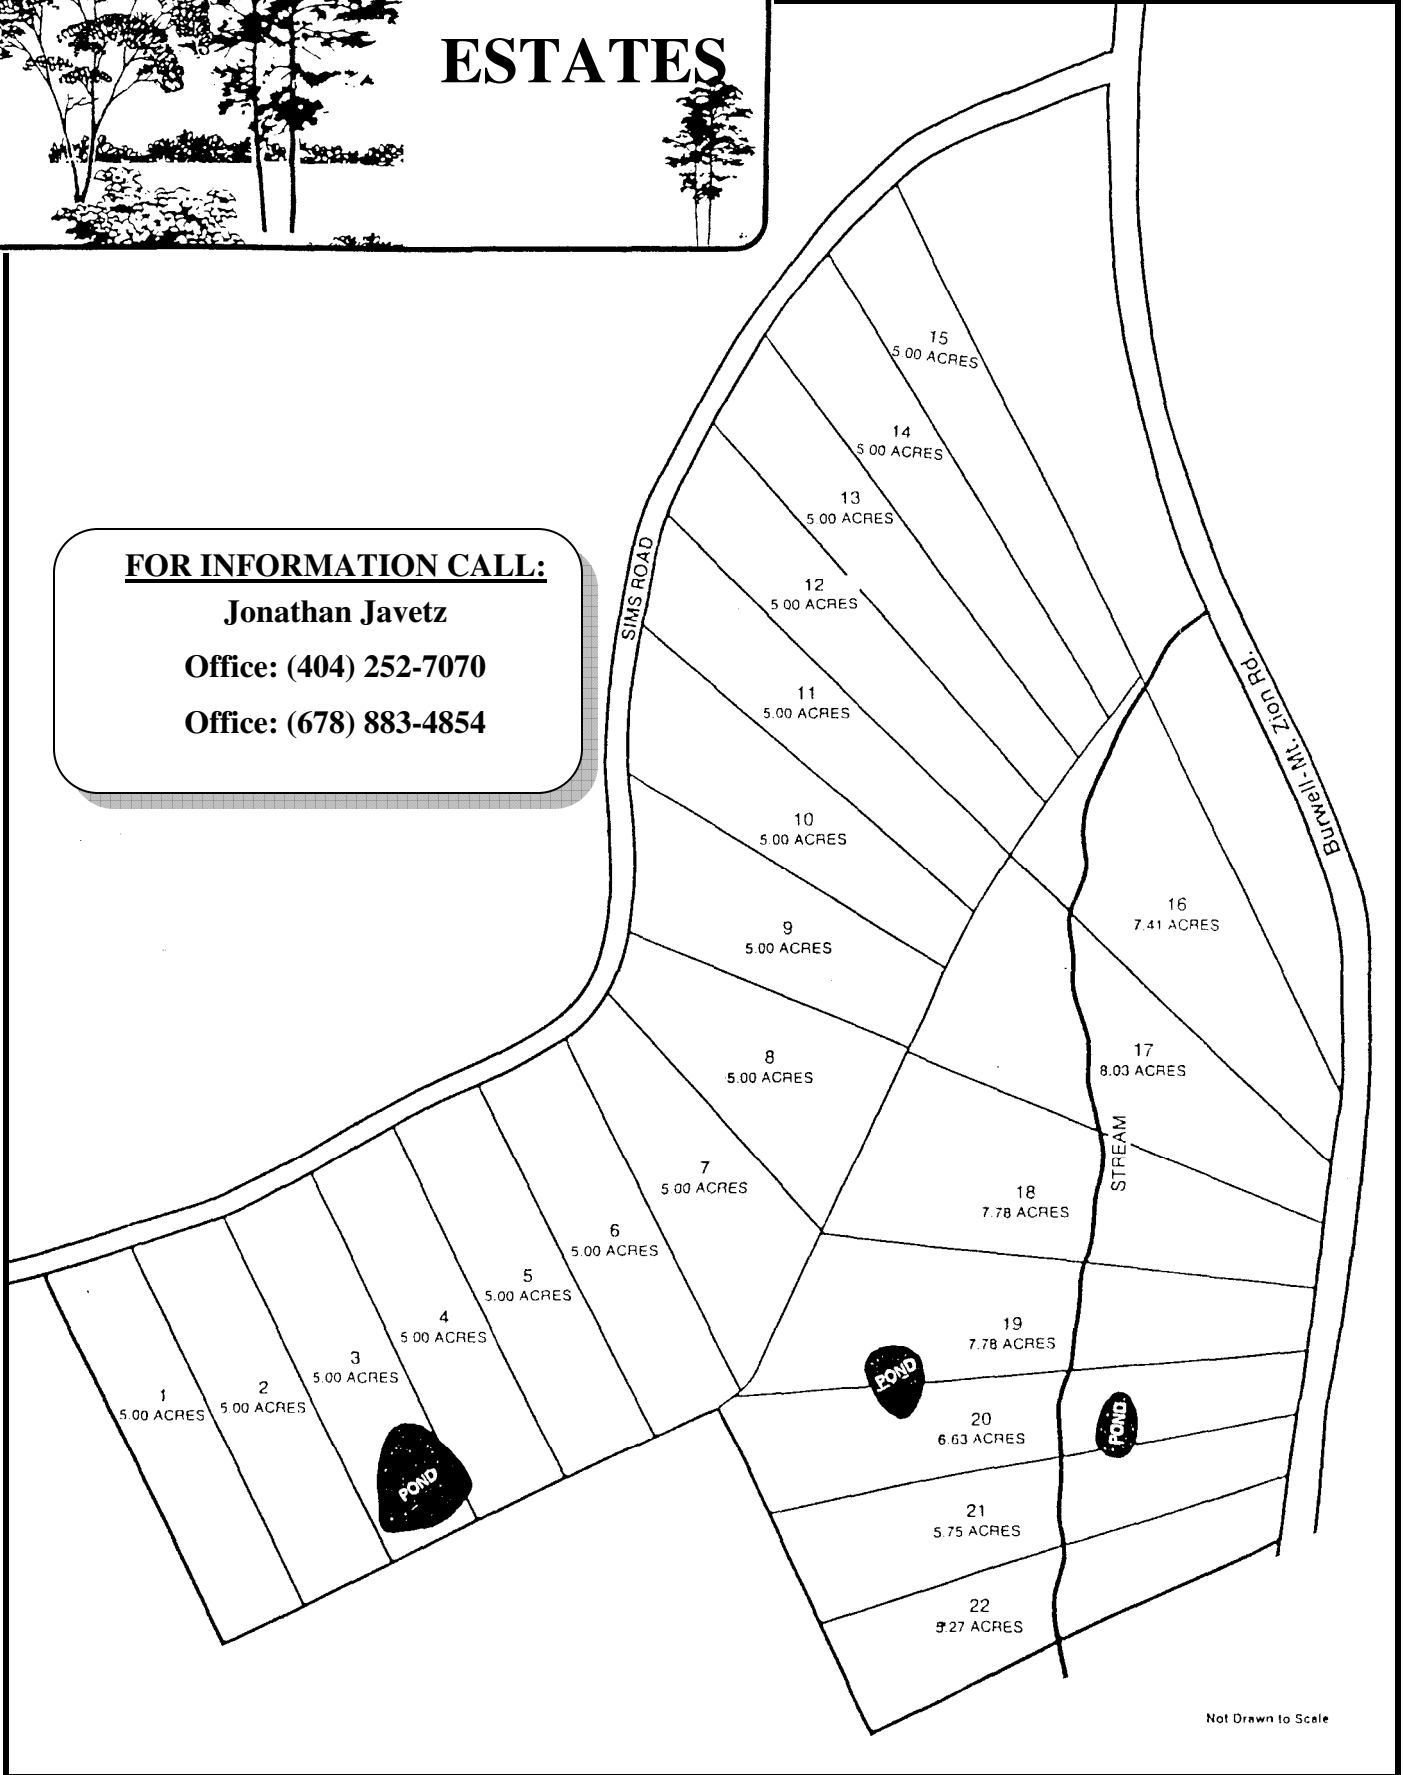 ESTATES
FOR INFORMATION CALL:
Jonathan Javetz
Office: (404) 252-7070
Office: (678) 883-4854
SIMS ROAD
Burwell-Mt. Zion Rd.
15
5.00 ACRES
14
5.00 ACRES
13
5.00 ACRES
12
5.00 ACRES
11
5.00 ACRES
10
5.00 ACRES
9
5.00 ACRES
8
5.00 ACRES
7
5.00 ACRES
6
5.00 ACRES
5
5.00 ACRES
4
5.00 ACRES
3
5.00 ACRES
2
5.00 ACRES
1
5.00 ACRES
POND
16
7.41 ACRES
17
8.03 ACRES
STREAM
18
7.78 ACRES
19
7.78 ACRES
POND
20
6.63 ACRES
POND
21
5.75 ACRES
22
5.27 ACRES
Not Drawn to Scale